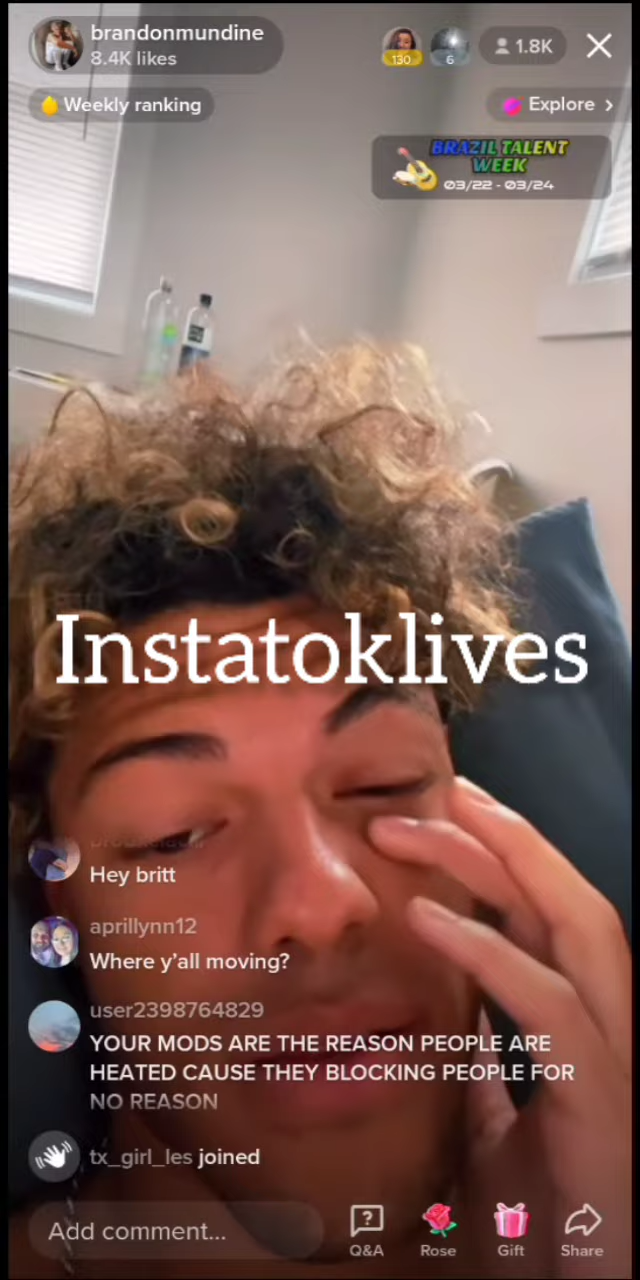 brandonmundine
8.4K likes
130
6
1.8K
Weekly ranking
Explore
BRAZIL TALENT
WEEK
03/22 - 03/24
Instatoklives
Hey britt
aprillynn12
Where y'all moving?
user2398764829
YOUR MODS ARE THE REASON PEOPLE ARE
HEATED CAUSE THEY BLOCKING PEOPLE FOR
NO REASON
tx_girl_les joined
Add comment...
Q&A
Rose
Gift
Share